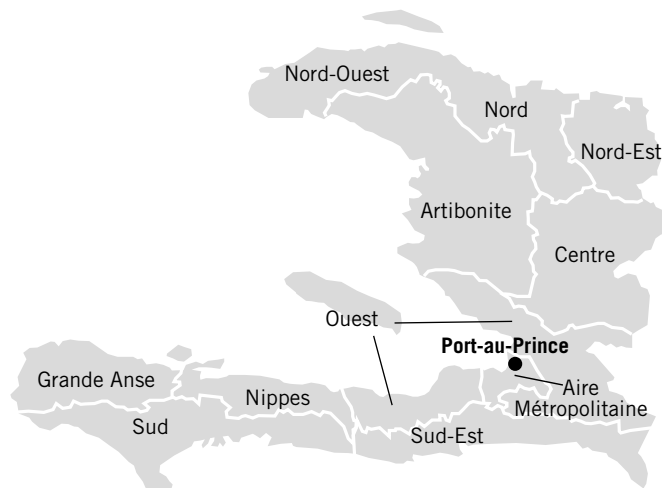 Nord-Ouest
Nord
Nord-Est
Artibonite
Centre
Ouest
Port-au-Prince
Grande Anse
Aire
Métropolitaine
Nippes
Sud
Sud-Est